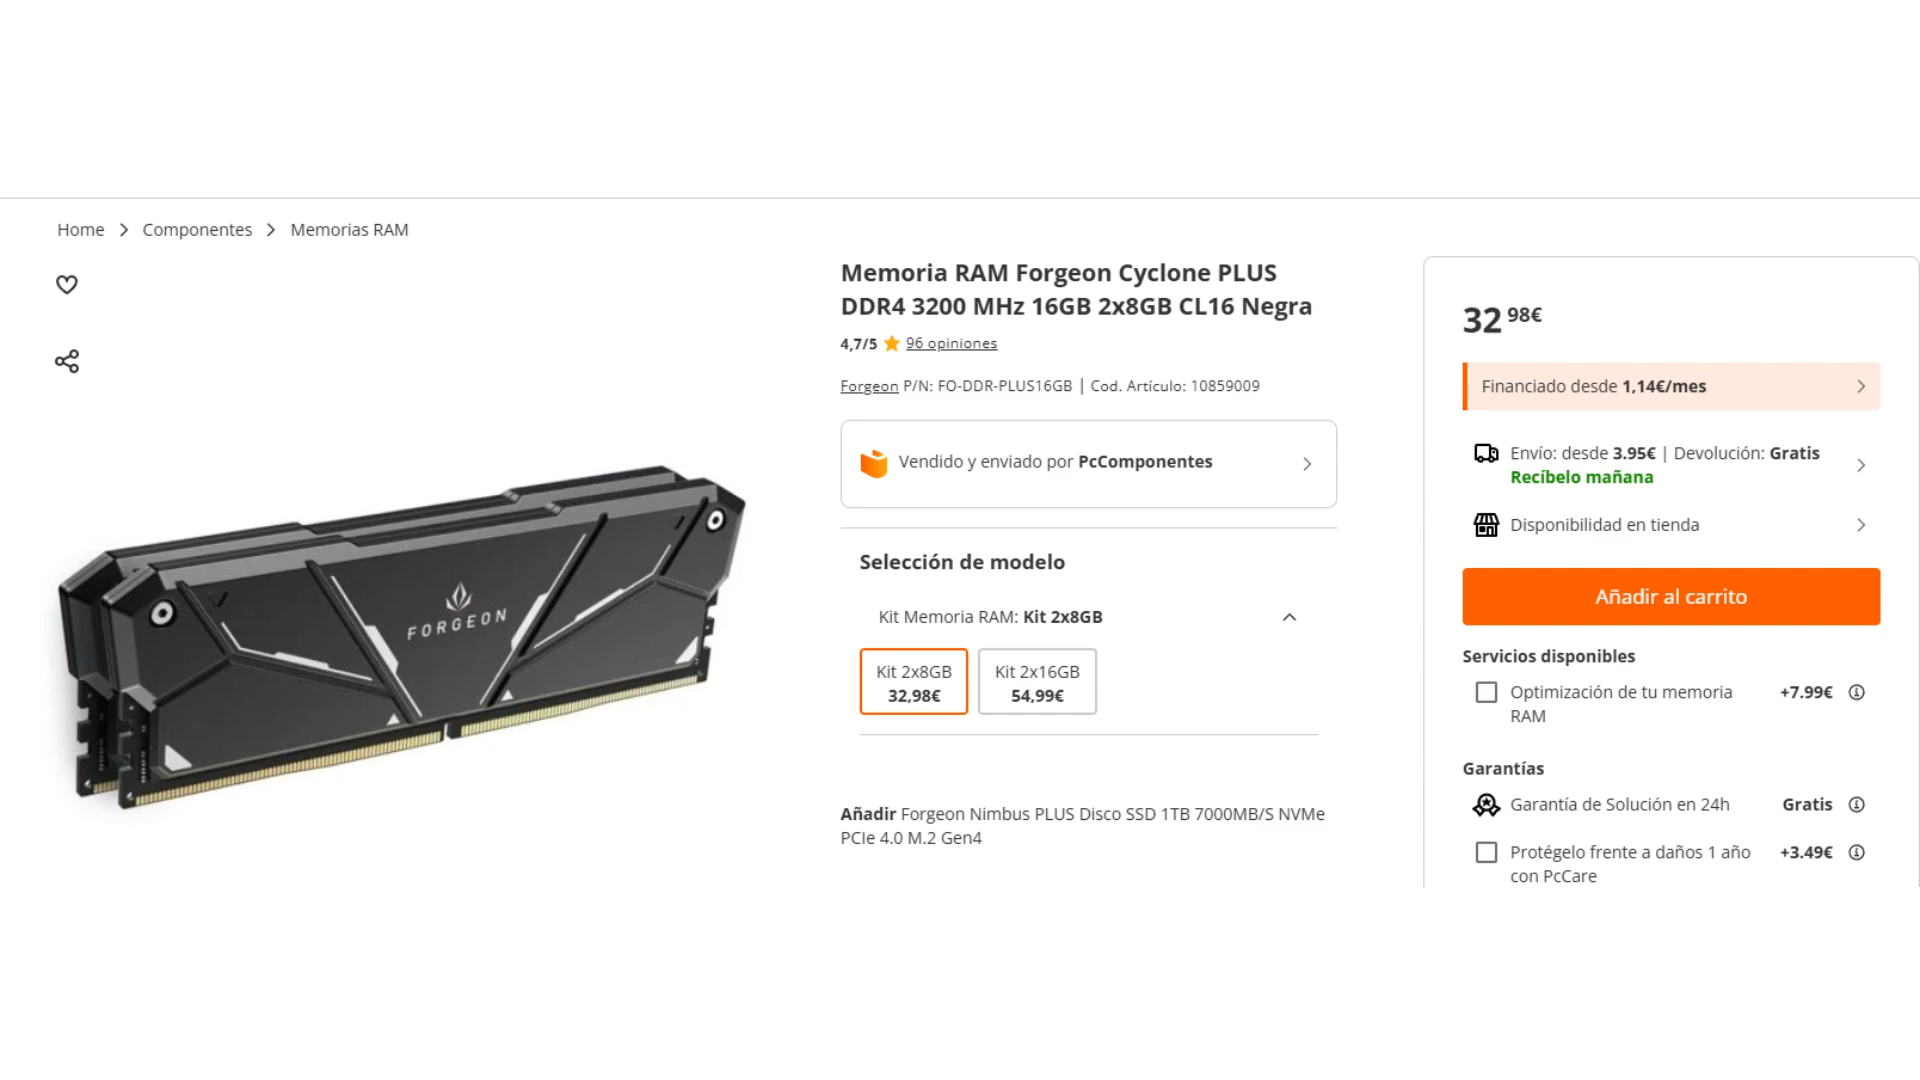 Home > Componentes > Memorias RAM
FORGEON
Memoria RAM Forgeon Cyclone PLUS
DDR4 3200 MHz 16GB 2x8GB CL16 Negra
4,7/5 96 opiniones
Forgeon P/N: FO-DDR-PLUS16GB | Cod. Artículo: 10859009
Vendido y enviado por PcComponentes
Selección de modelo
Kit Memoria RAM: Kit 2x8GB
Kit 2x8GB
32,98€
Kit 2x16GB
54,99€
Añadir Forgeon Nimbus PLUS Disco SSD 1TB 7000MB/S NVMe
PCIe 4.0 M.2 Gen4
32 98€
Financiado desde 1,14€/mes
Envío: desde 3.95€ | Devolución: Gratis
Recíbelo mañana
Disponibilidad en tienda
Añadir al carrito
Servicios disponibles
Optimización de tu memoria +7.99€
RAM
Garantías
Garantía de Solución en 24h Gratis
Protégelo frente a daños 1 año +3.49€
con PcCare